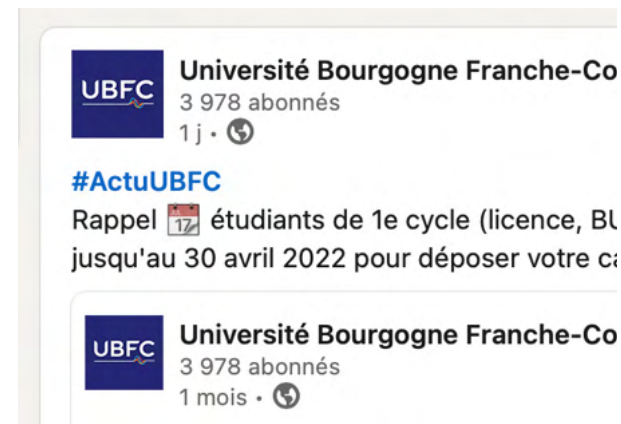 UBFC
Université Bourgogne Franche-Co
3 978 abonnés
1 j •
#ActuUBFC
Rappel 17 étudiants de 1e cycle (licence, BU
jusqu'au 30 avril 2022 pour déposer votre ca
UBFC
Université Bourgogne Franche-Co
3 978 abonnés
1 mois •